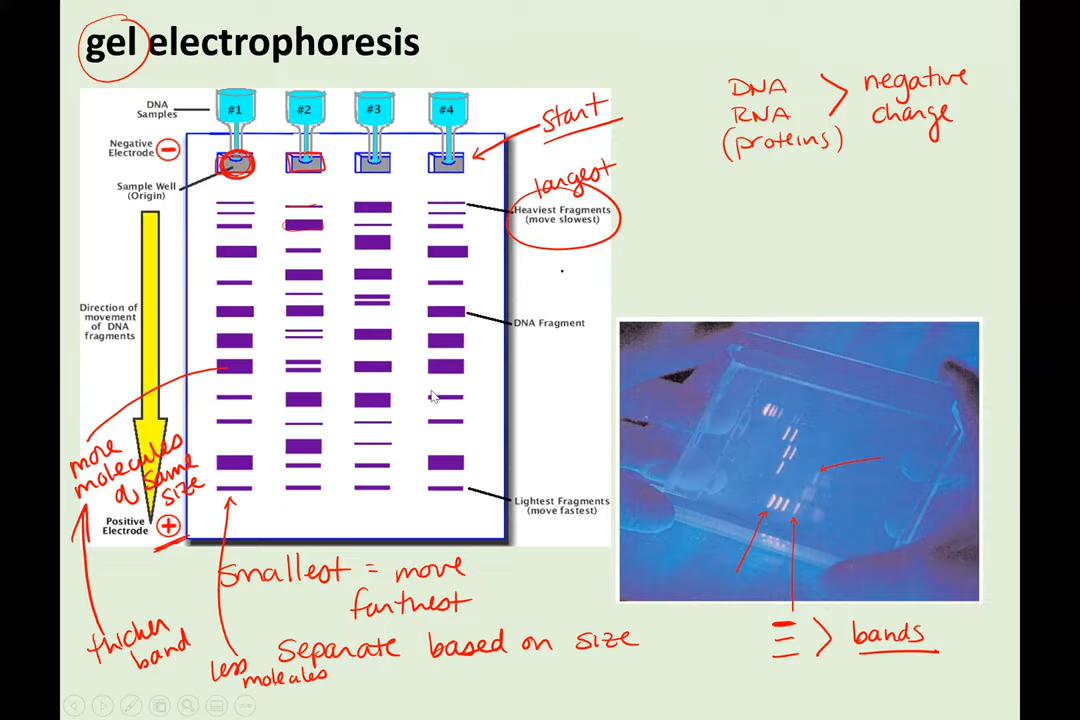 gel electrophoresis
DNA
Samples
#1
#2
#3
#4
Negative
Electrode
Sample Well
(Origin)
start
largest
Heaviest Fragments
(move slowest)
DNA
RNA
(proteins)
negative
charge
Direction of
movement
of DNA
fragments
DNA Fragment
more
molecules
of same
size
Positive
Electrode
Lightest Fragments
(move fastest)
smallest = move
farthest
separate based on size
thicker
band
less
molecules
bands